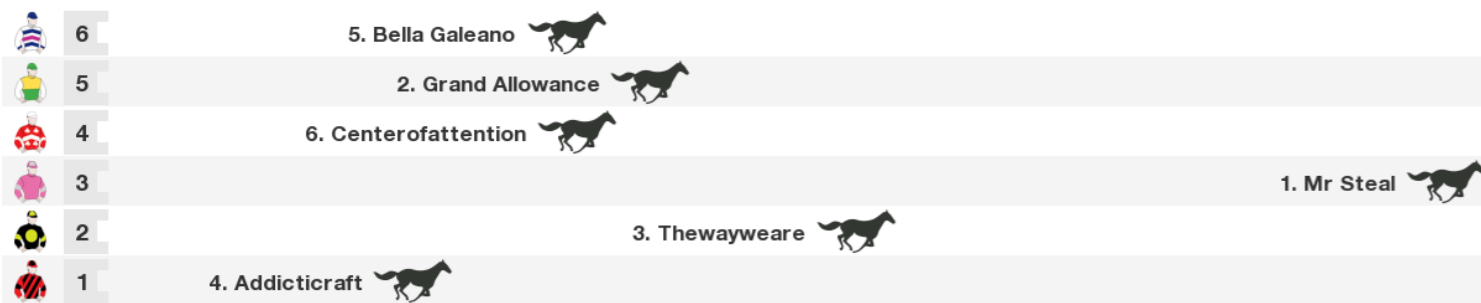 6 5. Bella Galeano
5 2. Grand Allowance
4 6. Centerofattention
3 1. Mr Steal
2 3. Thewayweare
1 4. Addicticraft